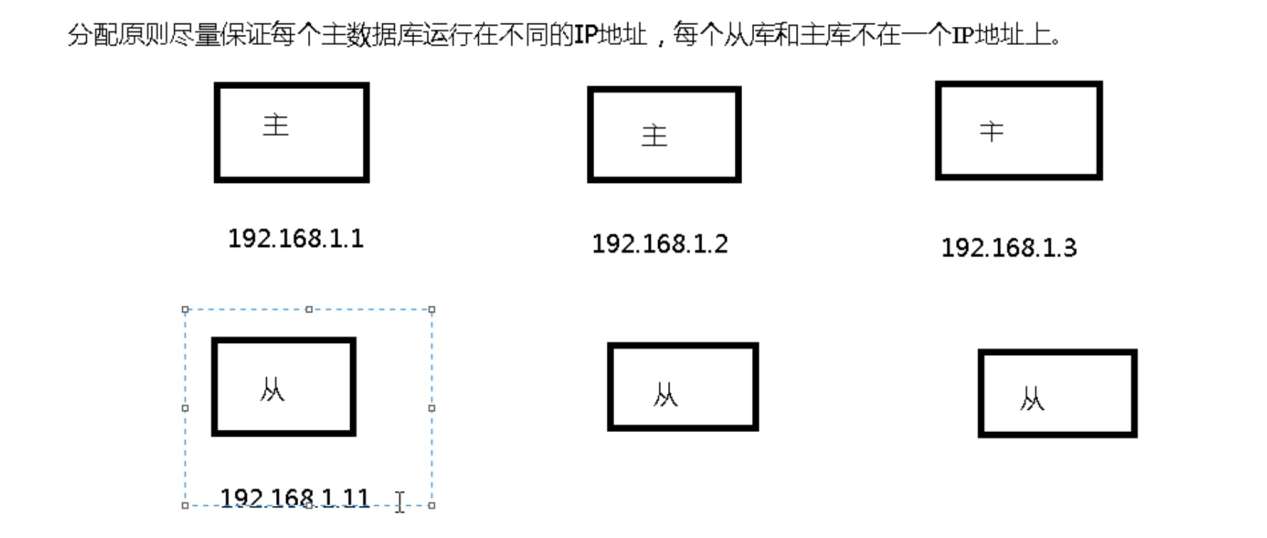 分配原则尽量保证每个主数据库运行在不同的IP地址，每个从库和主库不在一个IP地址上。
主 主 主
192.168.1.1 192.168.1.2 192.168.1.3
从 从 从
192.168.1.11